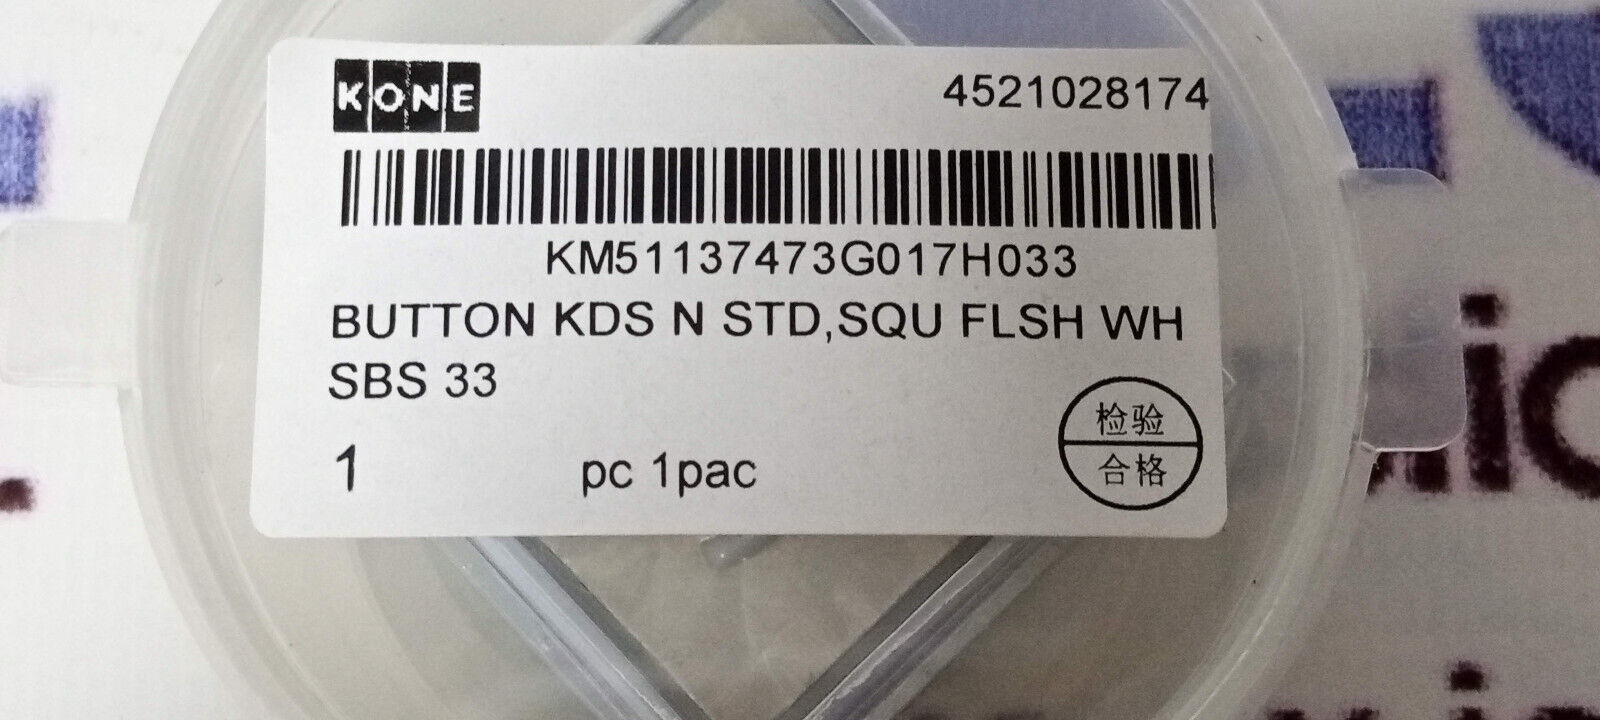 KONE
4521028174
KM51137473G017H033
BUTTON KDS N STD,SQU FLSH WH
SBS 33
1 pc 1pac
检验
合格